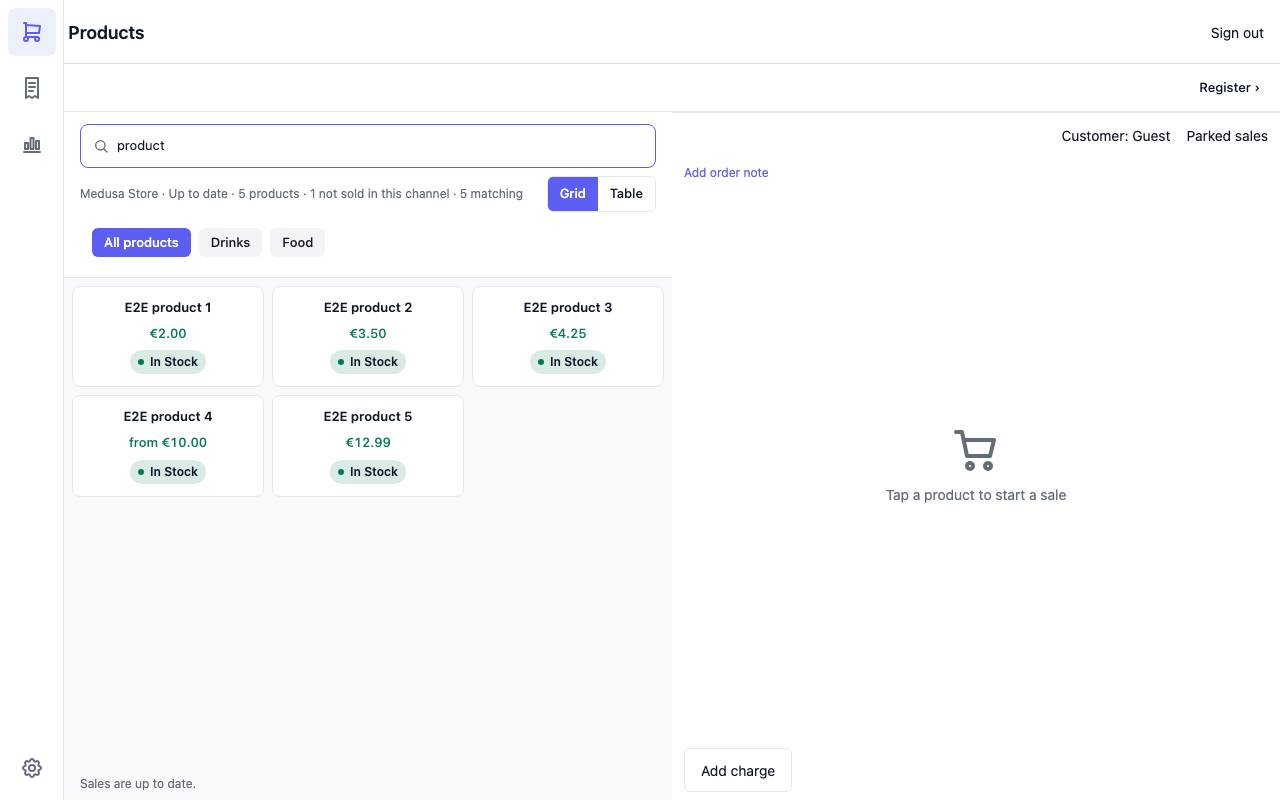 Products
Sign out
Register ›
product
Customer: Guest
Parked sales
Add order note
Medusa Store · Up to date · 5 products · 1 not sold in this channel · 5 matching
Grid
Table
All products
Drinks
Food
E2E product 1
€2.00
In Stock
E2E product 2
€3.50
In Stock
E2E product 3
€4.25
In Stock
E2E product 4
from €10.00
In Stock
E2E product 5
€12.99
In Stock
Tap a product to start a sale
Add charge
Sales are up to date.